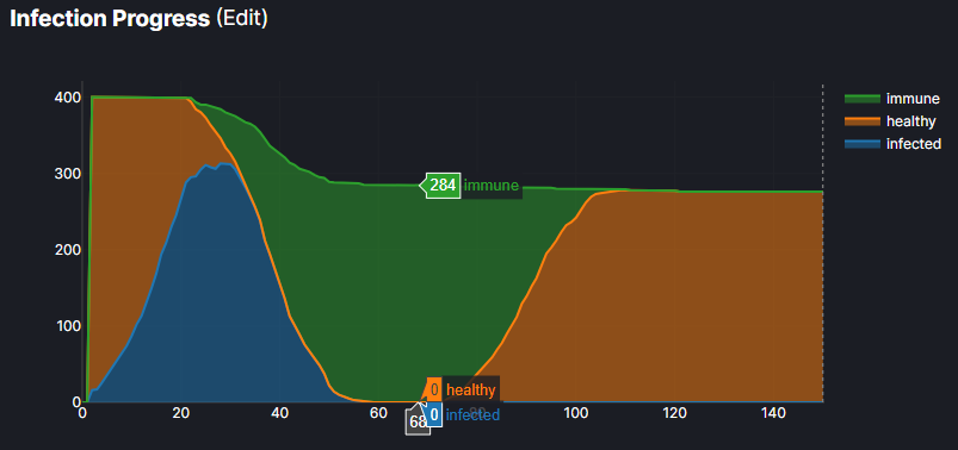 Infection Progress (Edit)
400
300
200
100
0
0
20
40
60
80
100
120
140
immune
healthy
infected
284 immune
0 healthy
0 infected
68